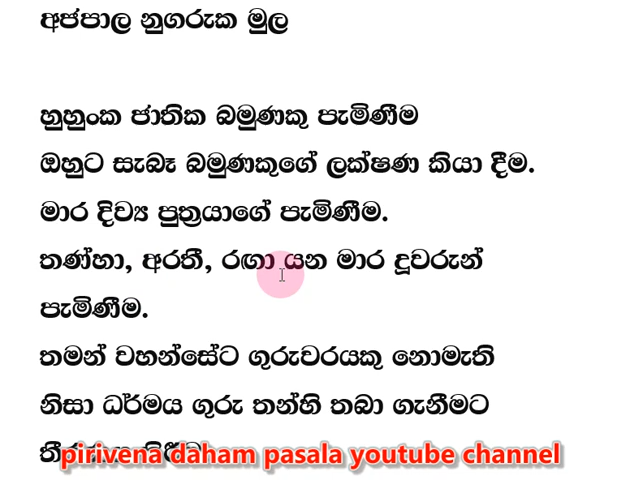 අජපාල නුගරුක මුල
හුහුංක ජාතික බමුණකු පැමිණීම
ඔහුට සැබෑ බමුණකුගේ ලක්ෂණ කියා දීම.
මාර දිව්‍ය පුත්‍රයාගේ පැමිණීම.
තණ්හා, අරතී, රඟා යන මාර දූවරුන්
පැමිණීම.
තමන් වහන්සේට ගුරුවරයකු නොමැති
නිසා ධර්මය ගුරු තන්හි තබා ගැනීමට
pirivena daham pasala youtube channel